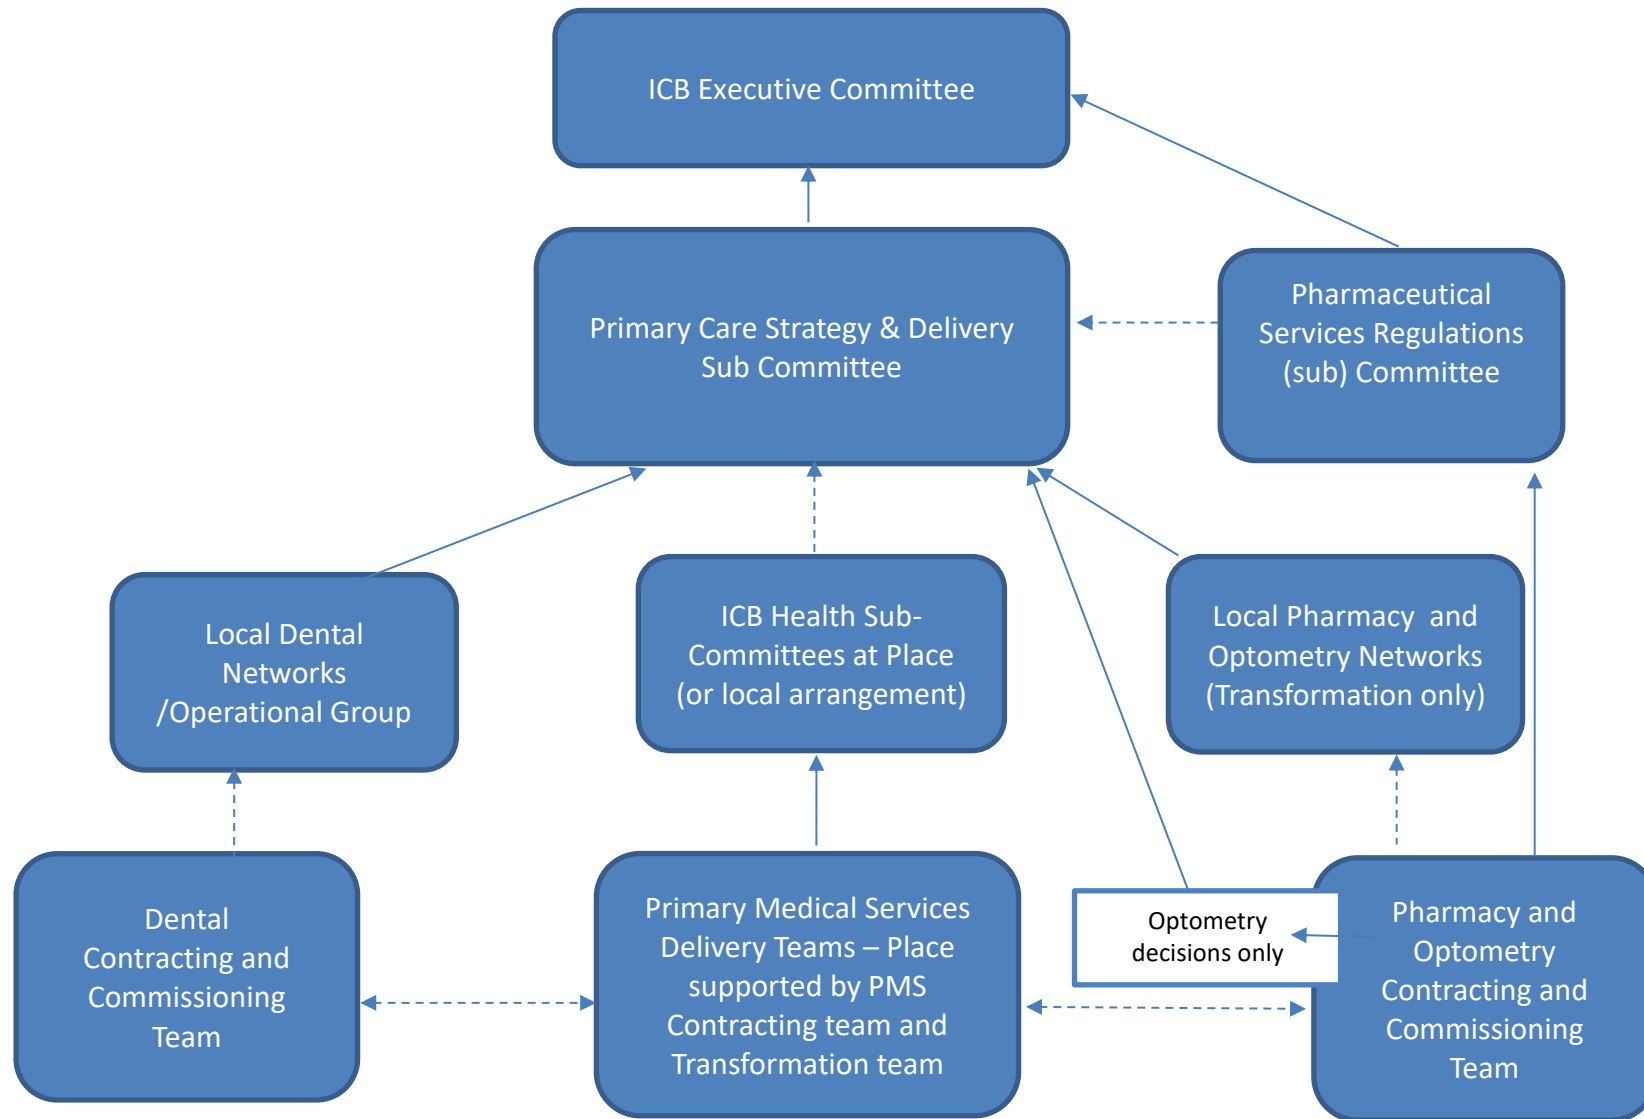 ICB Executive Committee
Primary Care Strategy & Delivery
Sub Committee
Pharmaceutical
Services Regulations
(sub) Committee
Local Dental
Networks
/Operational Group
ICB Health Sub-
Committees at Place
(or local arrangement)
Local Pharmacy and
Optometry Networks
(Transformation only)
Dental
Contracting and
Commissioning
Team
Primary Medical Services
Delivery Teams – Place
supported by PMS
Contracting team and
Transformation team
Optometry
decisions only
Pharmacy and
Optometry
Contracting and
Commissioning
Team